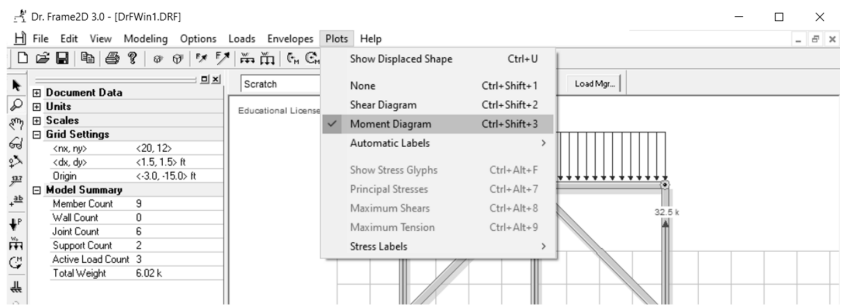 Dr. Frame2D 3.0 - [DrFWin1.DRF]
File Edit View Modeling Options Loads Envelopes Plots Help
Scratch
Load Mgr...
Document Data
Units
Scales
Grid Settings
<nx, ny> <20, 12>
<dx, dy> <1.5, 1.5> ft
Origin <-3.0, -15.0> ft
Model Summary
Member Count 9
Wall Count 0
Joint Count 6
Support Count 2
Active Load Count 3
Total Weight 6.02 k
Educational License
Show Displaced Shape Ctrl+U
None Ctrl+Shift+1
Shear Diagram Ctrl+Shift+2
Moment Diagram Ctrl+Shift+3
Automatic Labels
Show Stress Glyphs Ctrl+Alt+F
Principal Stresses Ctrl+Alt+7
Maximum Shears Ctrl+Alt+8
Maximum Tension Ctrl+Alt+9
Stress Labels
32.5 k